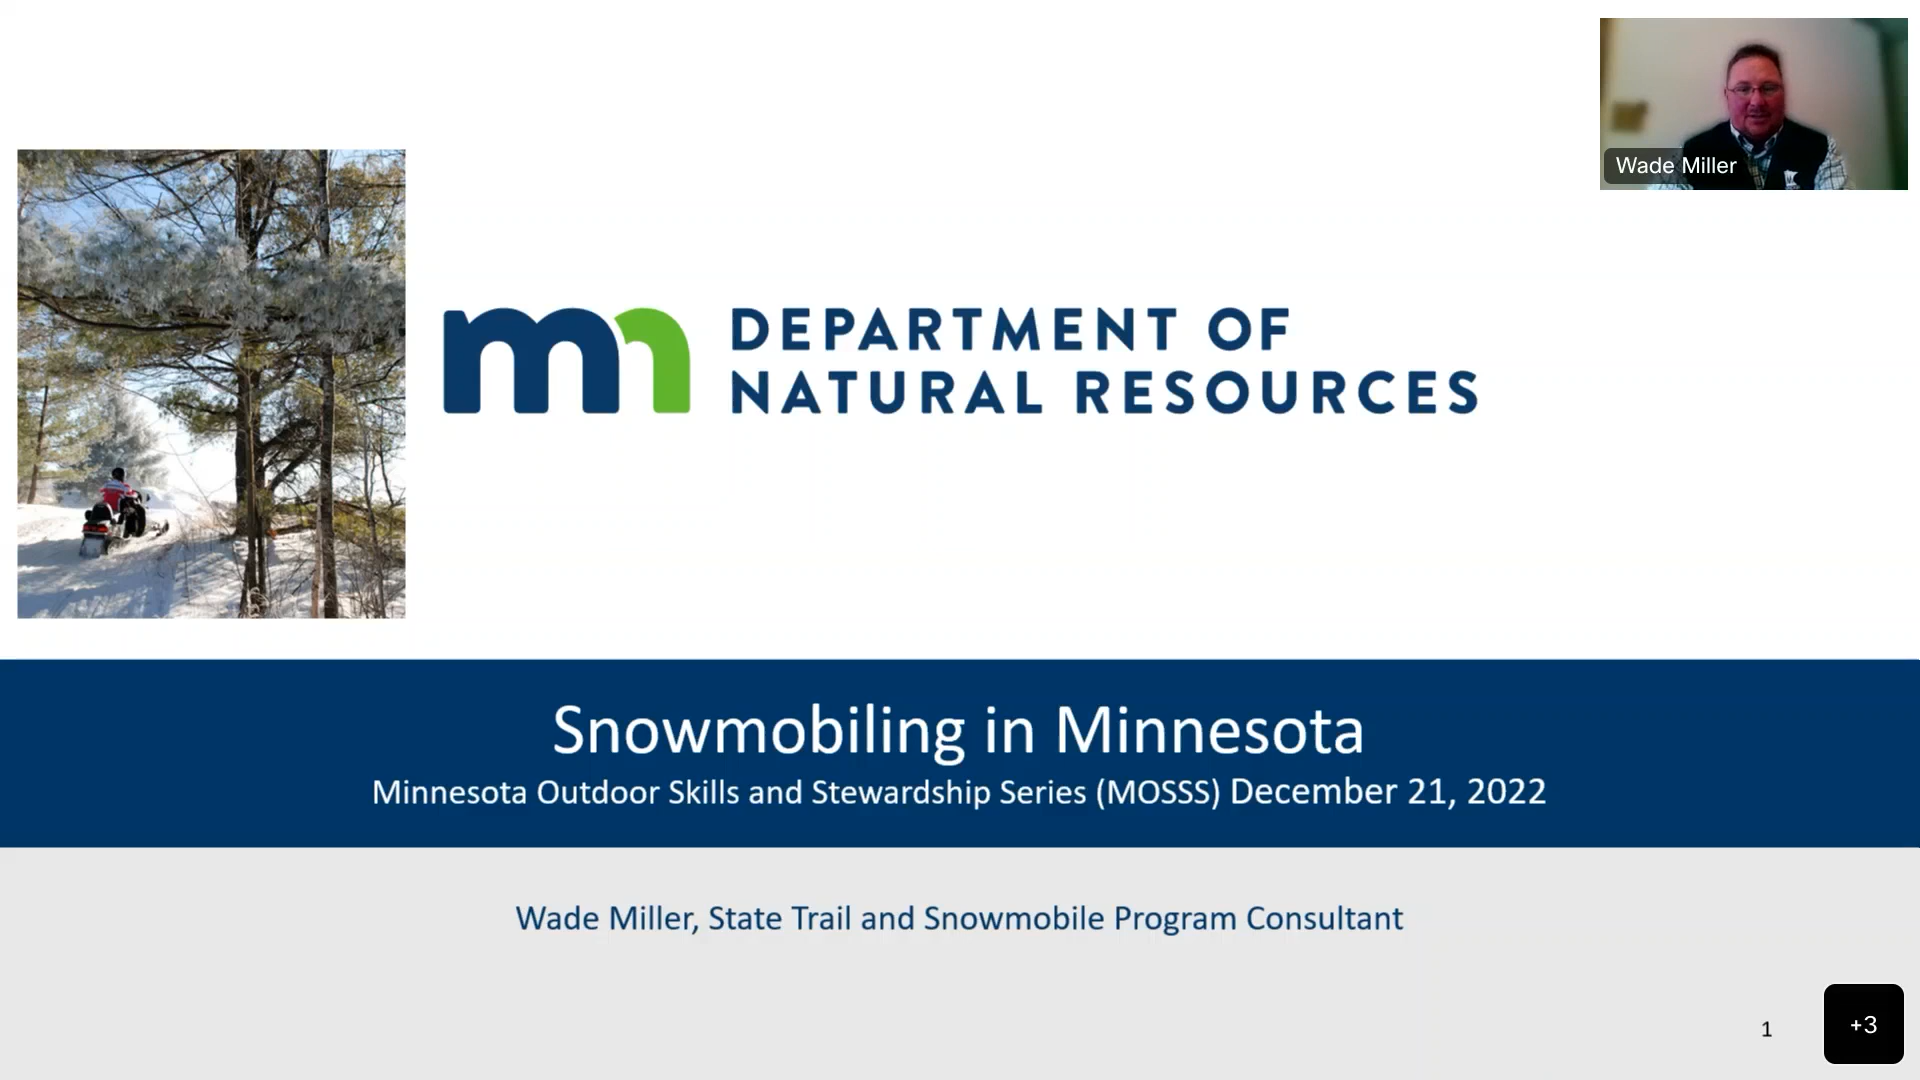 Wade Miller
DEPARTMENT OF
NATURAL RESOURCES
Snowmobiling in Minnesota
Minnesota Outdoor Skills and Stewardship Series (MOSSS) December 21, 2022
Wade Miller, State Trail and Snowmobile Program Consultant
1
+3